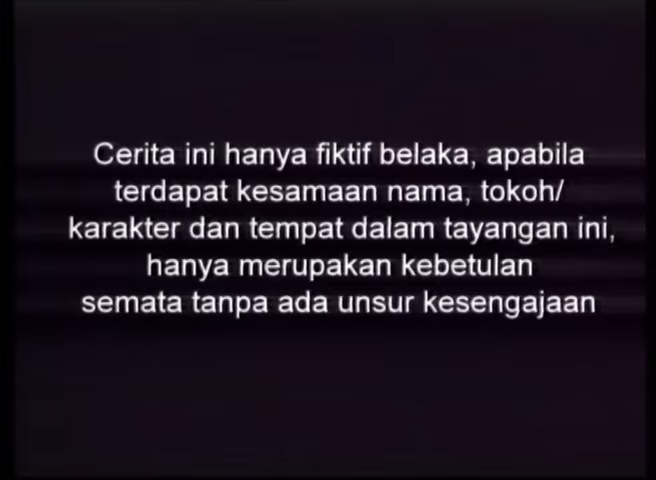 Cerita ini hanya fiktif belaka, apabila
terdapat kesamaan nama, tokoh/
karakter dan tempat dalam tayangan ini,
hanya merupakan kebetulan
semata tanpa ada unsur kesengajaan